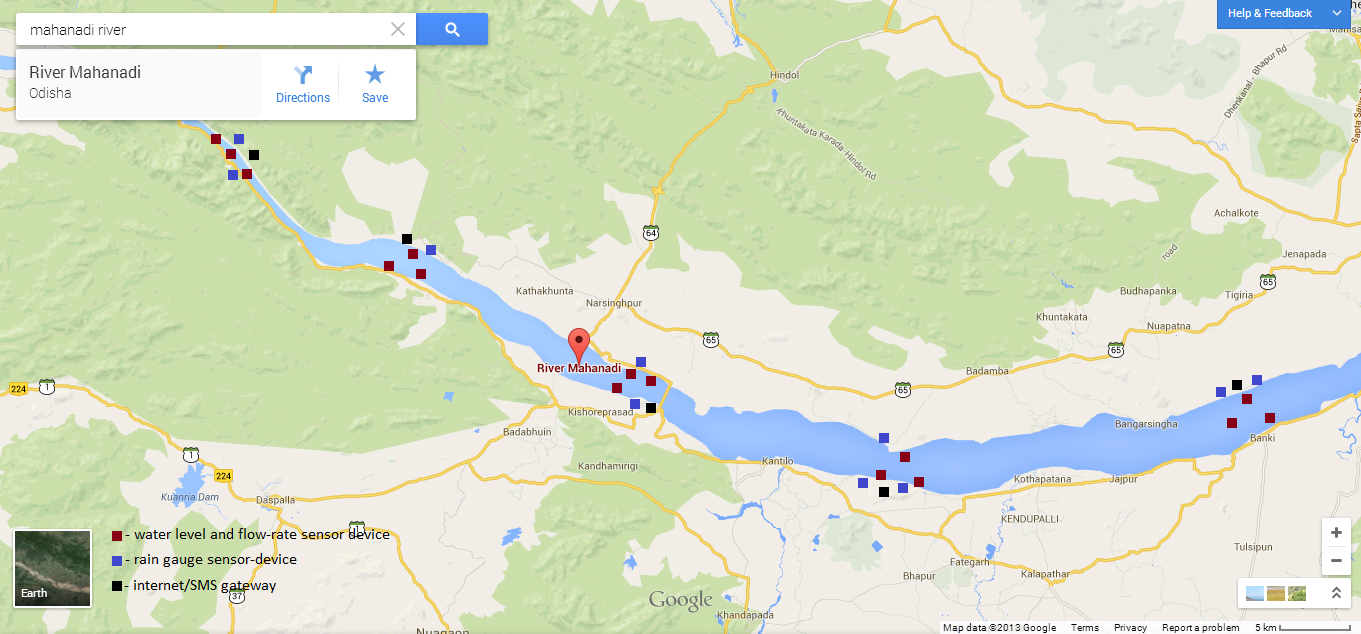 mahanadi river
Help & Feedback
River Mahanadi
Odisha
Directions
Save
Hindol
Dhenkanal - Bhapur Rd
Khuntakata Karada-Hindol Rd
Achalkote
64
road
Jenapada
65
Kathakhunta
Budhapanka
Tigiria
Narsinghpur
Khuntakata
Nuapatna
65
65
River Mahanadi
Badamba
224
1
65
Kishoreprasad
Bangarsingha
Badabhuin
Banki
1
Kandhamirigi
Kantilo
224
Kothapatana
Jajpur
Kuanria Dam
Daspalla
KENDUPALLI
1
- water level and flow-rate sensor device
Tulsipun
- rain gauge sensor-device
Fategarh
Bhapur
Kalapathar
- internet/SMS gateway
Earth
37
Google
Khandapada
Nuagaon
Map data ©2013 Google
Terms
Privacy
Report a problem
5 km